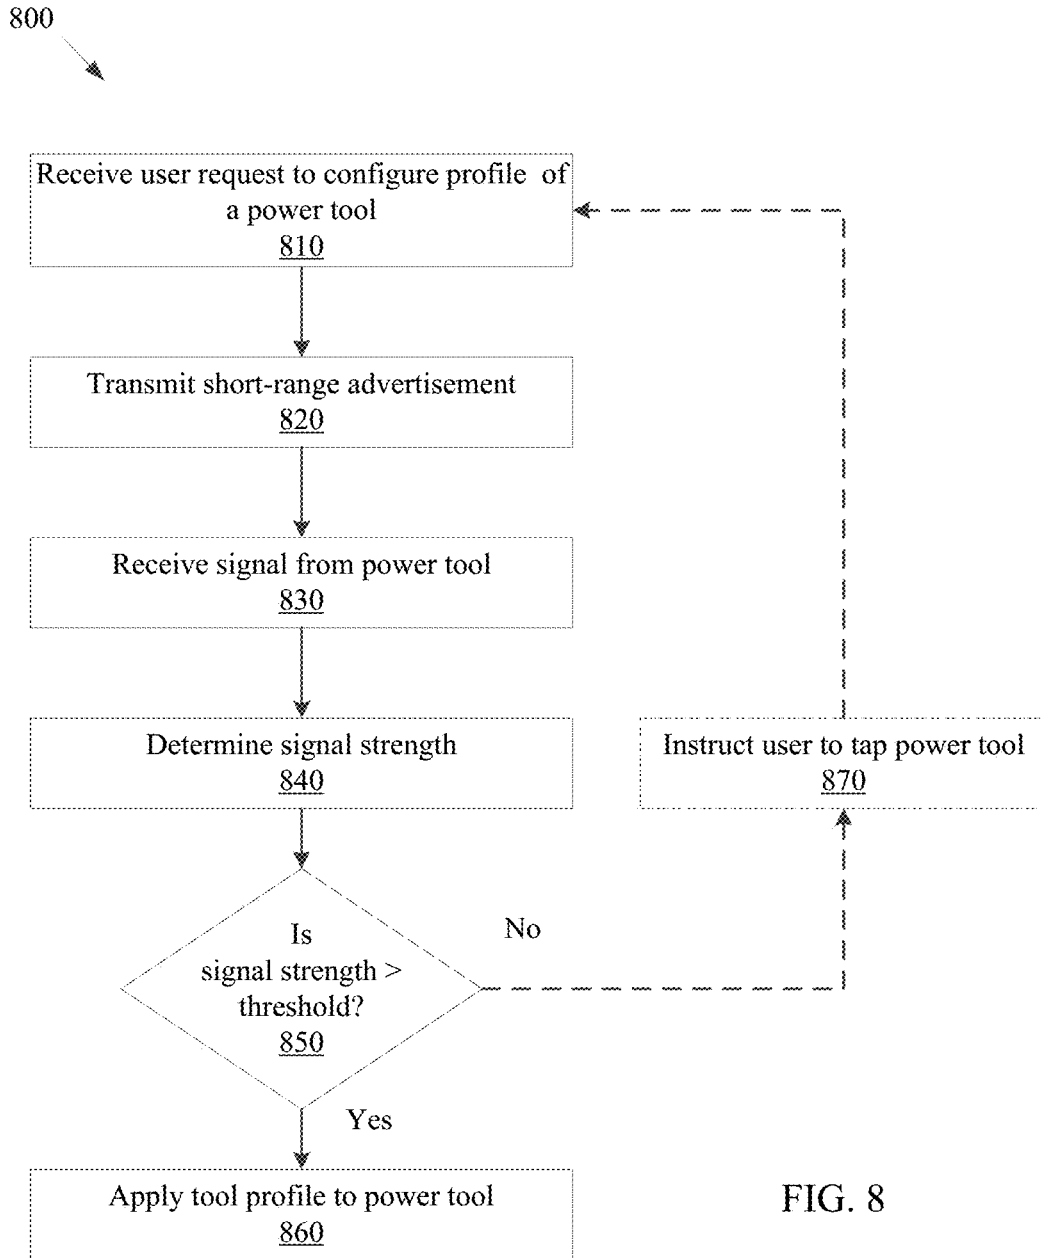 800
Receive user request to configure profile of
a power tool
810
Transmit short-range advertisement
820
Receive signal from power tool
830
Determine signal strength
840
Instruct user to tap power tool
870
Is
signal strength >
threshold?
850
No
Yes
Apply tool profile to power tool
860
FIG. 8